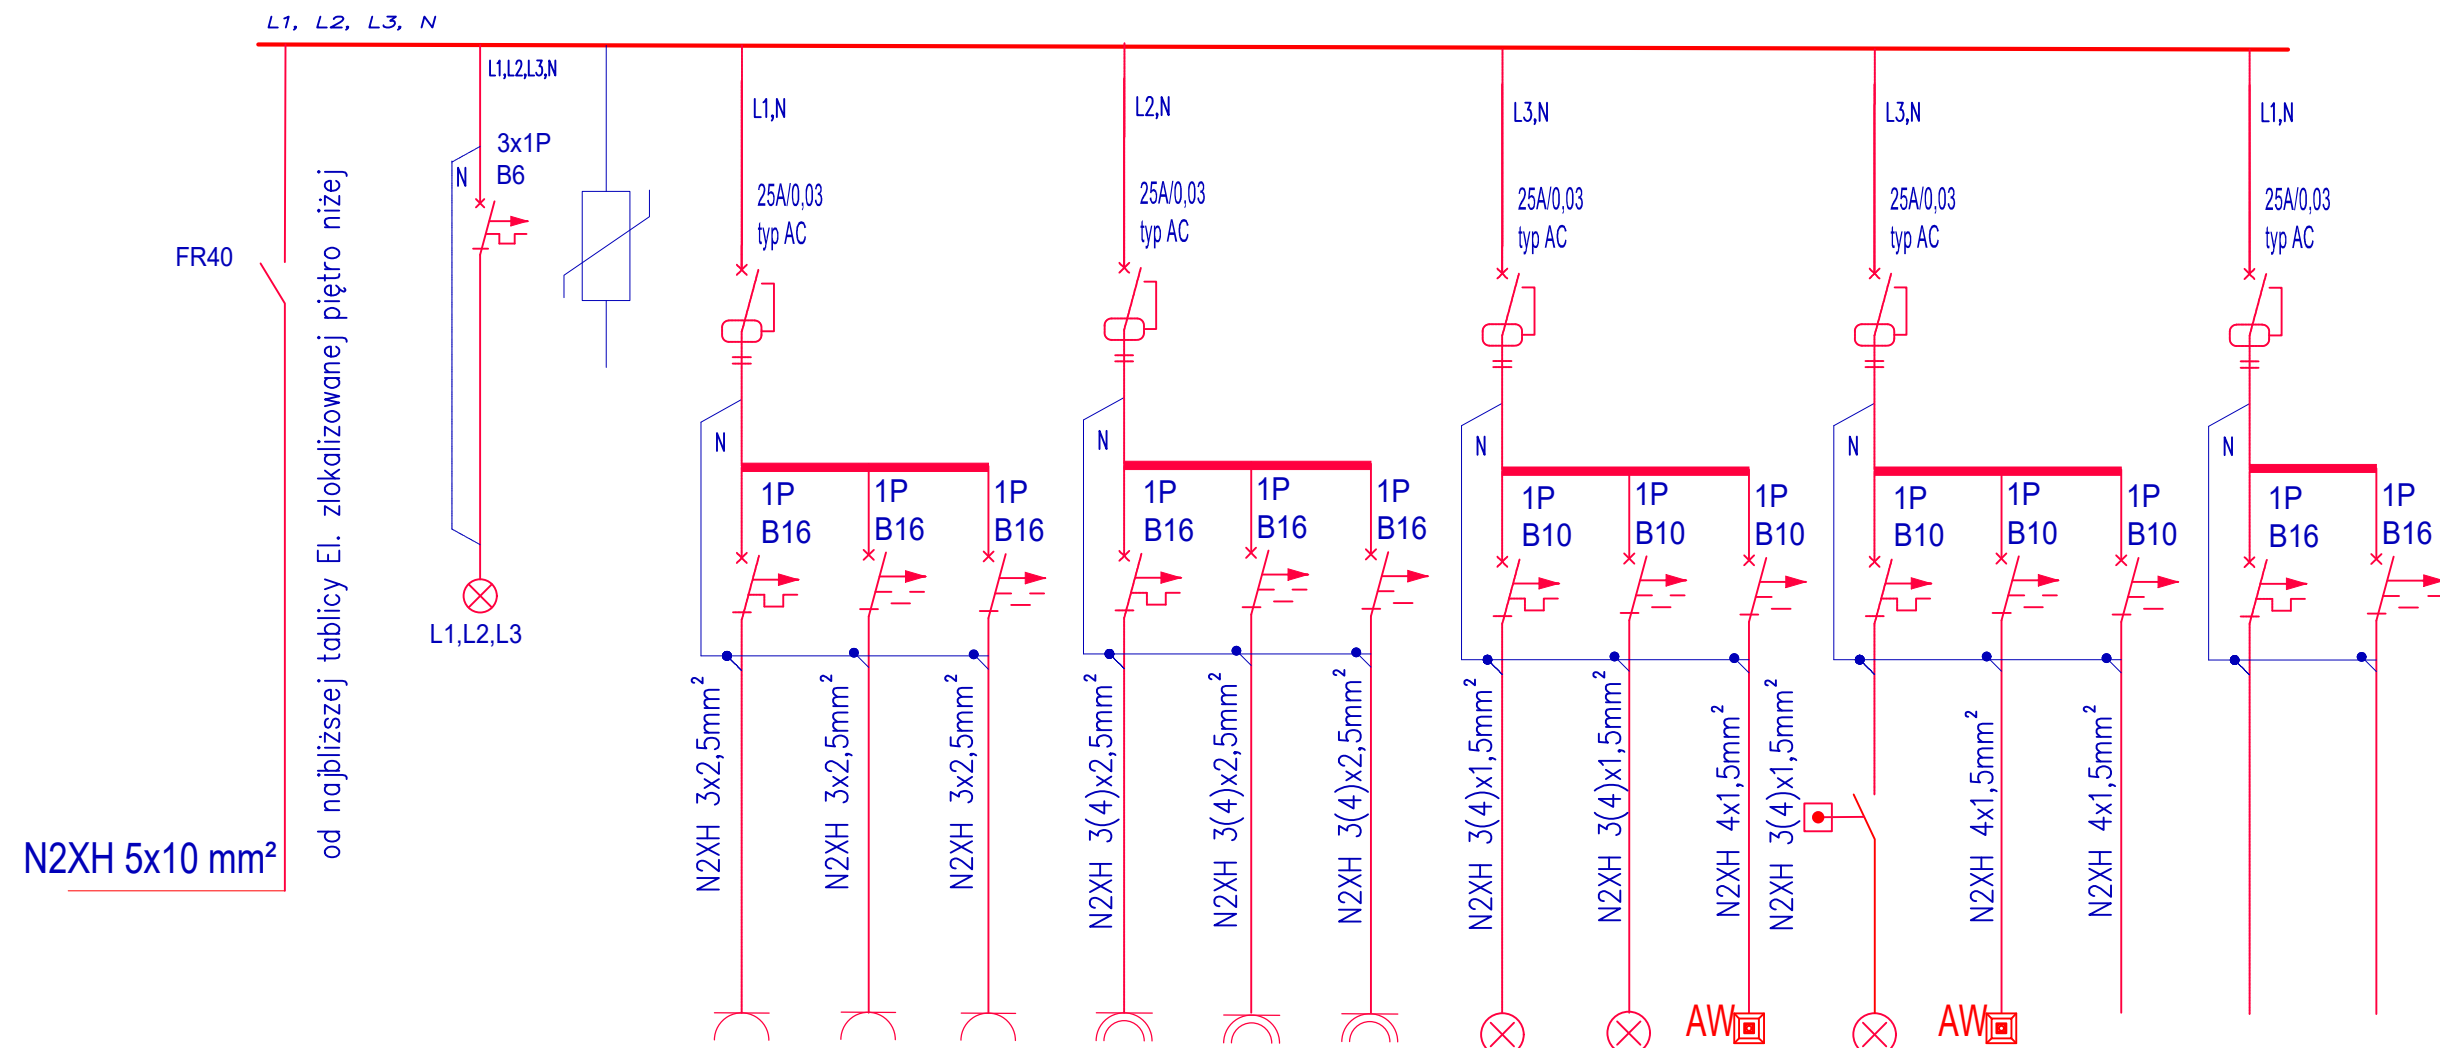 L1, L2, L3, N
L1,L2,L3,N
3x1P
B6
N
FR40
od najbliższej tablicy El. zlokalizowanej piętro niżej
N2XH 5x10 mm²
L1,L2,L3
L1,N
25A/0,03
typ AC
N
1P
B16
1P
B16
1P
B16
N2XH 3x2,5mm²
N2XH 3x2,5mm²
N2XH 3x2,5mm²
L2,N
25A/0,03
typ AC
N
1P
B16
1P
B16
1P
B16
N2XH 3(4)x2,5mm²
N2XH 3(4)x2,5mm²
N2XH 3(4)x2,5mm²
L3,N
25A/0,03
typ AC
N
1P
B10
1P
B10
1P
B10
N2XH 3(4)x1,5mm²
N2XH 3(4)x1,5mm²
N2XH 4x1,5mm²
AW
L3,N
25A/0,03
typ AC
N
1P
B10
1P
B10
1P
B10
N2XH 3(4)x1,5mm²
N2XH 4x1,5mm²
N2XH 4x1,5mm²
AW
L1,N
25A/0,03
typ AC
N
1P
B16
1P
B16